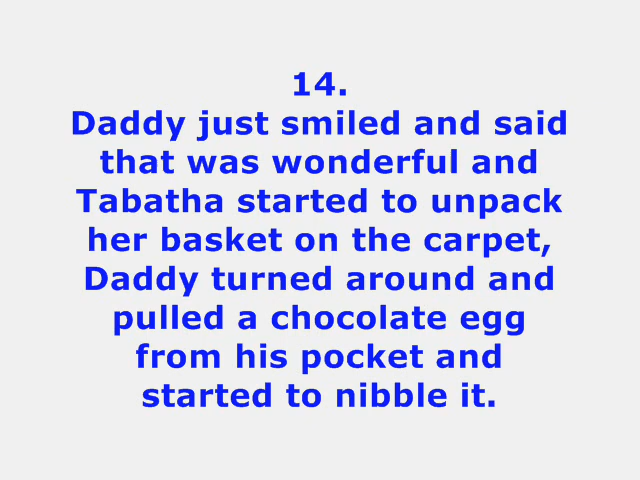 14.
Daddy just smiled and said
that was wonderful and
Tabatha started to unpack
her basket on the carpet,
Daddy turned around and
pulled a chocolate egg
from his pocket and
started to nibble it.